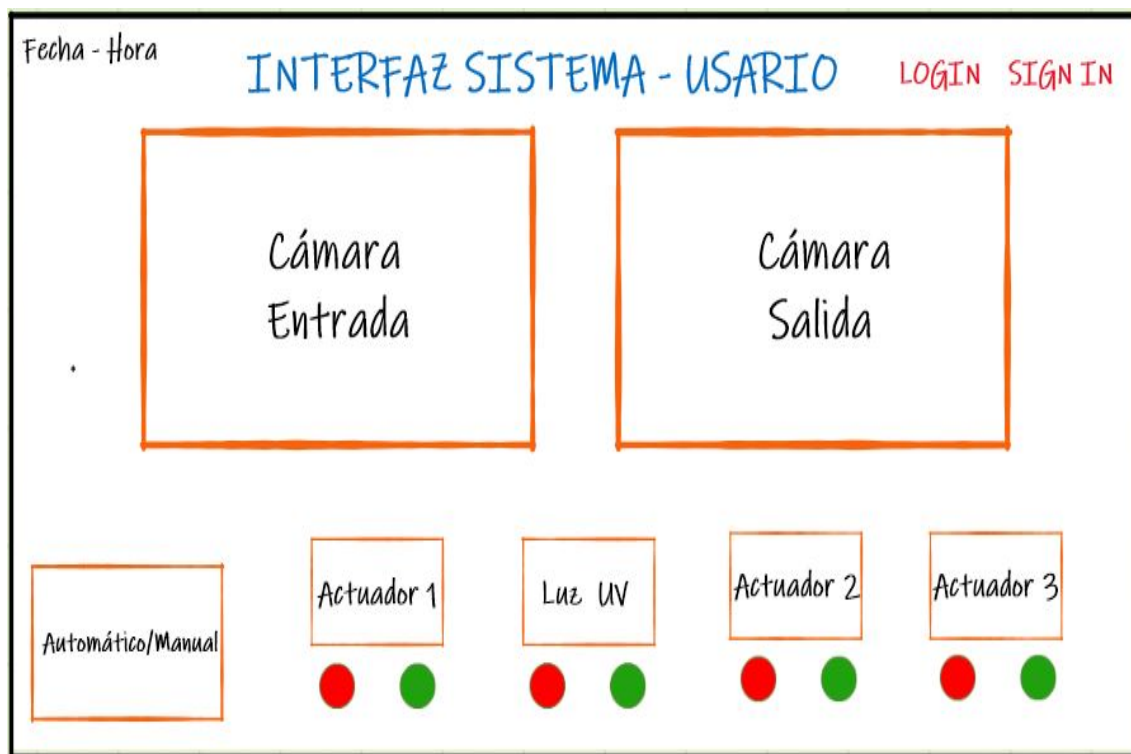 Fecha - Hora
INTERFAZ SISTEMA - USARIO
LOGIN SIGN IN
Cámara
Entrada
Cámara
Salida
Automático/Manual
Actuador 1
Luz UV
Actuador 2
Actuador 3